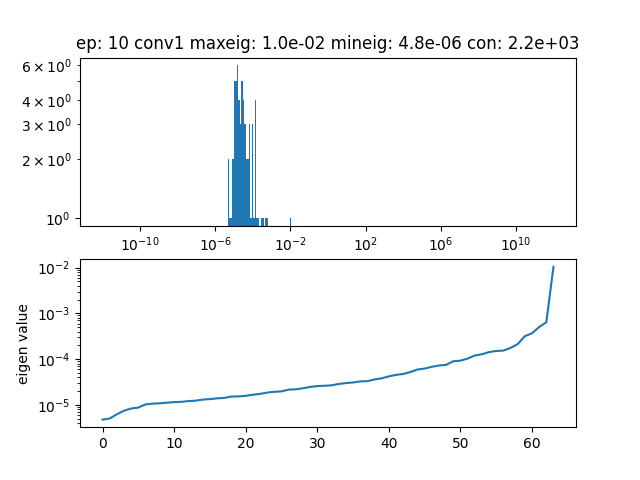 ep: 10 conv1 maxeig: 1.0e-02 mineig: 4.8e-06 con: 2.2e+03
6 × 10⁰
4 × 10⁰
3 × 10⁰
2 × 10⁰
10⁰
10⁻¹⁰ 10⁻⁶ 10⁻² 10² 10⁶ 10¹⁰
10⁻²
10⁻³
10⁻⁴
10⁻⁵
eigen value
0 10 20 30 40 50 60